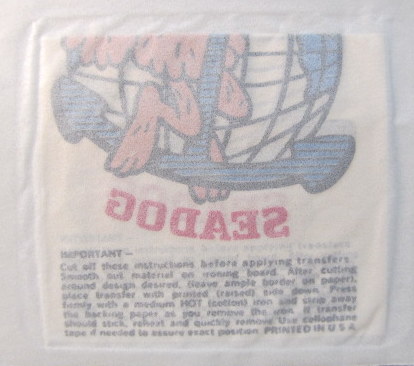 SEADOG
IMPORTANT—
Cut off these instructions before applying transfers.
Smooth out material on ironing board. After cutting
around design desired, (leave ample border on paper),
place transfer with printed (raised) side down. Press
firmly with a medium HOT (cotton) iron and strip away
the backing paper as you remove the iron. If transfer
should stick, reheat and quickly remove. Use cellophane
tape if needed to assure exact position. PRINTED IN U S A